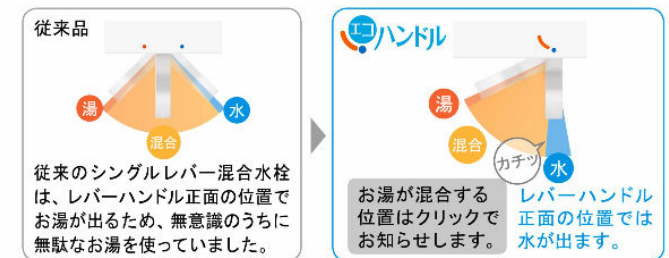 従来品
湯
水
混合
従来のシングルレバー混合水栓
は、レバーハンドル正面の位置で
お湯が出るため、無意識のうちに
無駄なお湯を使っていました。
エコハンドル
湯
混合
カチッ
水
お湯が混合する
位置はクリックで
お知らせします。
レバーハンドル
正面の位置では
水が出ます。